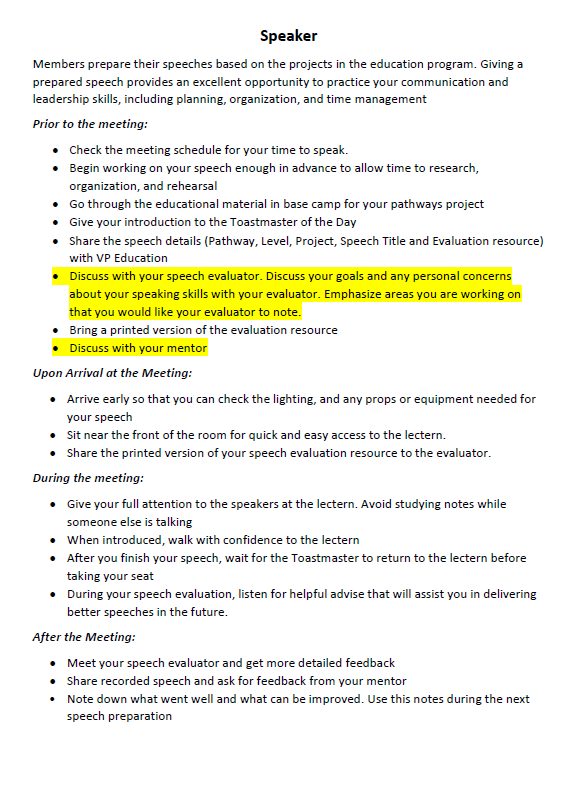 Speaker
Members prepare their speeches based on the projects in the education program. Giving a
prepared speech provides an excellent opportunity to practice your communication and
leadership skills, including planning, organization, and time management
Prior to the meeting:
• Check the meeting schedule for your time to speak.
• Begin working on your speech enough in advance to allow time to research,
organization, and rehearsal
• Go through the educational material in base camp for your pathways project
• Give your introduction to the Toastmaster of the Day
• Share the speech details (Pathway, Level, Project, Speech Title and Evaluation resource)
with VP Education
• Discuss with your speech evaluator. Discuss your goals and any personal concerns
about your speaking skills with your evaluator. Emphasize areas you are working on
that you would like your evaluator to note.
• Bring a printed version of the evaluation resource
• Discuss with your mentor
Upon Arrival at the Meeting:
• Arrive early so that you can check the lighting, and any props or equipment needed for
your speech
• Sit near the front of the room for quick and easy access to the lectern.
• Share the printed version of your speech evaluation resource to the evaluator.
During the meeting:
• Give your full attention to the speakers at the lectern. Avoid studying notes while
someone else is talking
• When introduced, walk with confidence to the lectern
• After you finish your speech, wait for the Toastmaster to return to the lectern before
taking your seat
• During your speech evaluation, listen for helpful advise that will assist you in delivering
better speeches in the future.
After the Meeting:
• Meet your speech evaluator and get more detailed feedback
• Share recorded speech and ask for feedback from your mentor
• Note down what went well and what can be improved. Use this notes during the next
speech preparation